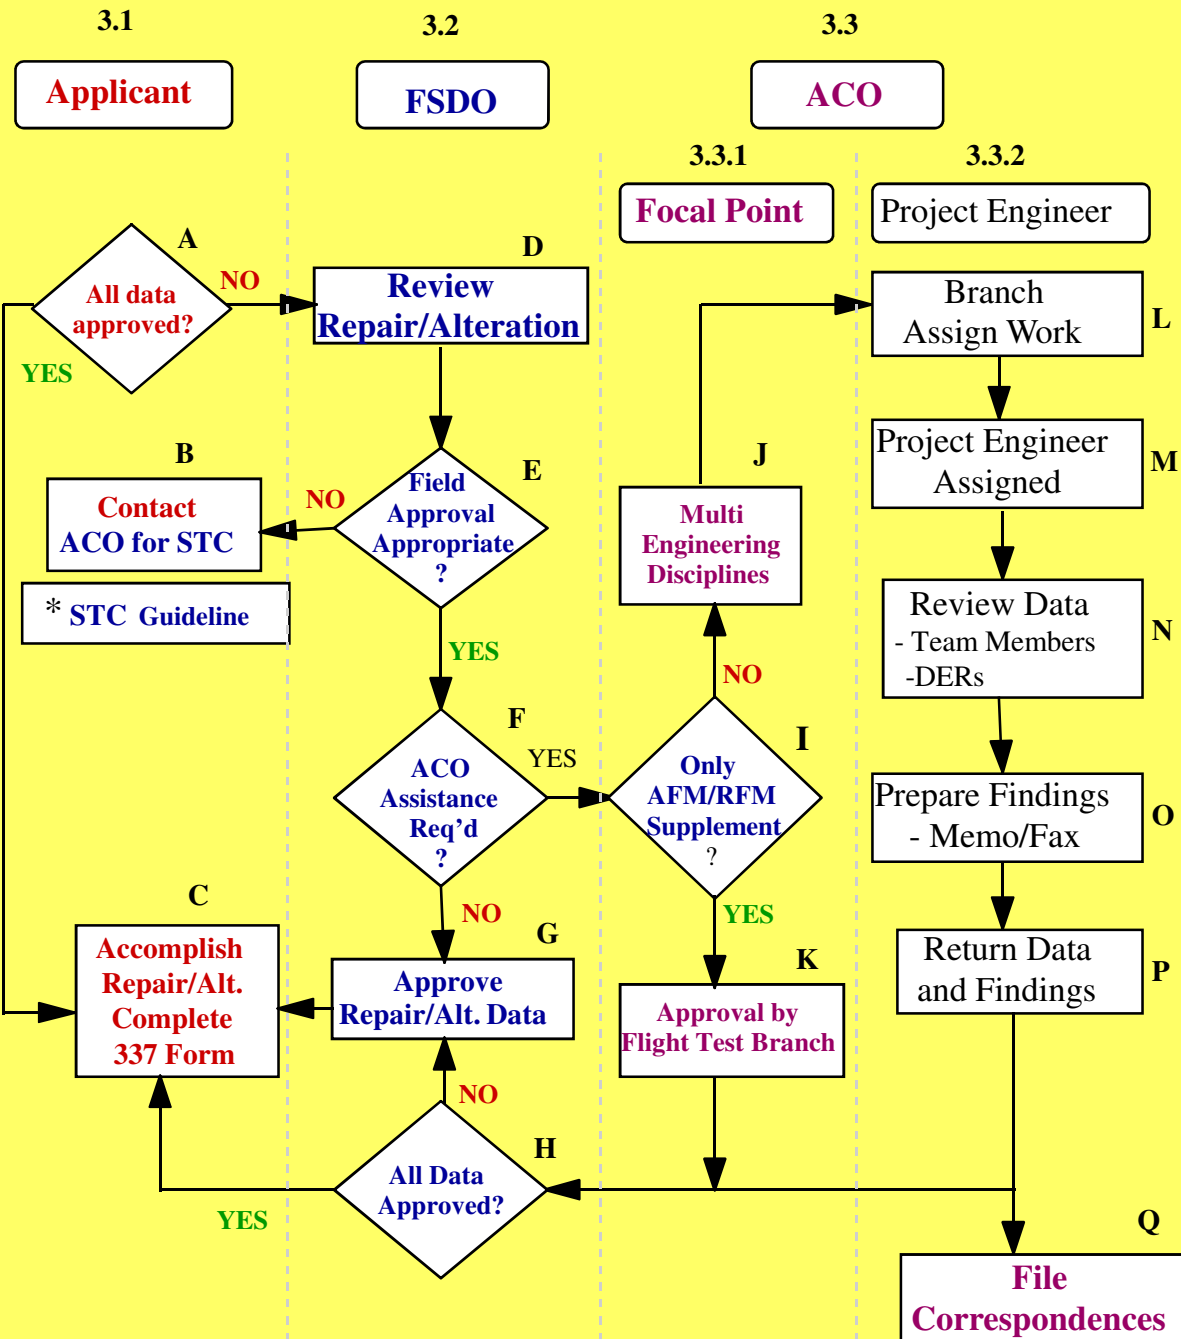 3.1
3.2
3.3
Applicant
FSDO
ACO
3.3.1
3.3.2
Focal Point
Project Engineer
A
All data
approved?
NO
YES
B
Contact
ACO for STC
* STC Guideline
C
Accomplish
Repair/Alt.
Complete
337 Form
D
Review
Repair/Alteration
E
Field
Approval
Appropriate
?
NO
YES
F
ACO
Assistance
Req’d
?
YES
NO
G
Approve
Repair/Alt. Data
NO
H
All Data
Approved?
YES
J
Multi
Engineering
Disciplines
NO
I
Only
AFM/RFM
Supplement
?
YES
K
Approval by
Flight Test Branch
Branch
Assign Work
L
Project Engineer
Assigned
M
Review Data
- Team Members
-DERs
N
Prepare Findings
- Memo/Fax
O
Return Data
and Findings
P
Q
File
Correspondences